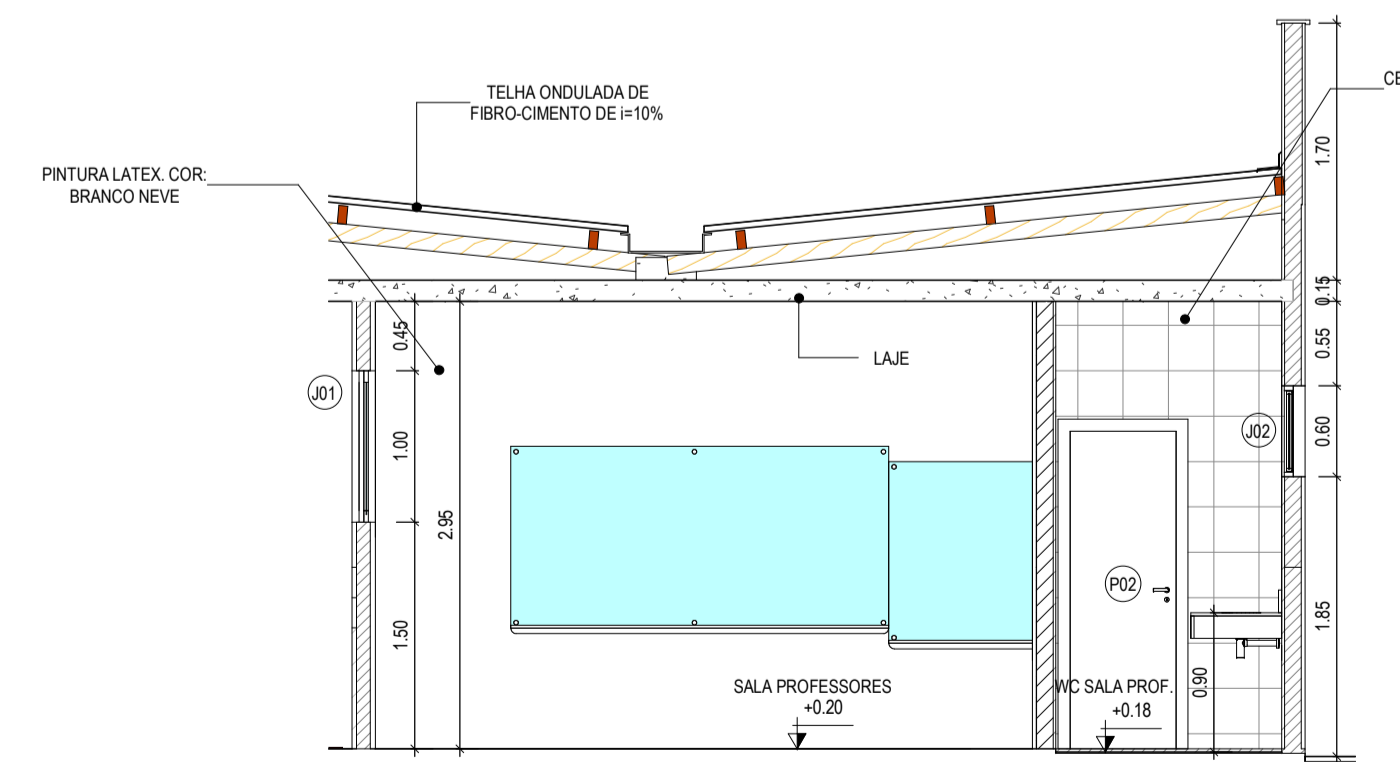 TELHA ONDULADA DE
FIBRO-CIMENTO DE i=10%
CE
PINTURA LATEX. COR:
BRANCO NEVE
1.70
0.15
0.45
0.55
LAJE
J01
1.00
J02
0.60
2.95
P02
1.50
1.85
0.90
SALA PROFESSORES
+0.20
WC SALA PROF.
+0.18